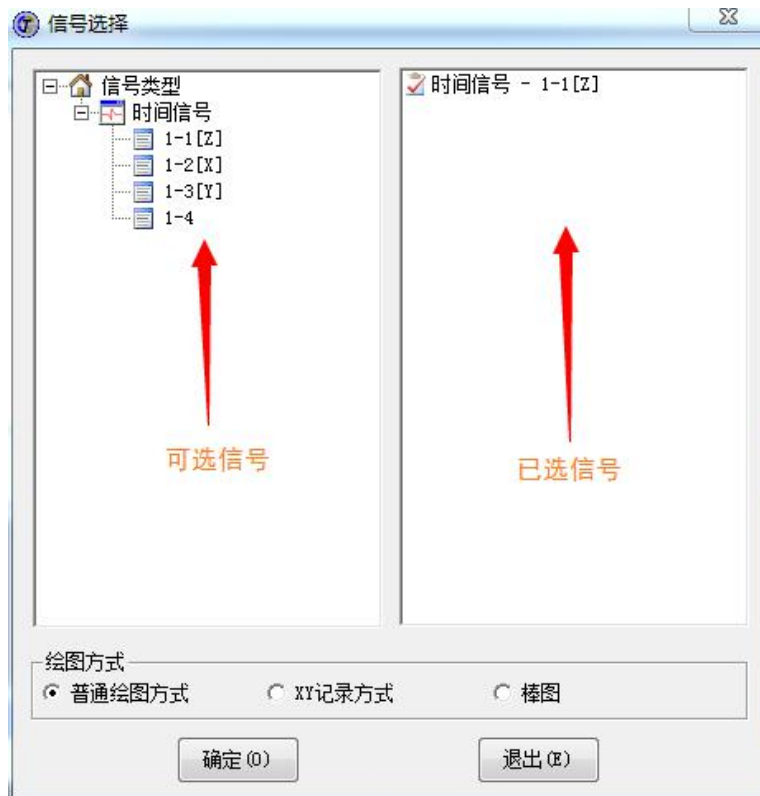 信号选择
信号类型
时间信号
1-1[Z]
1-2[X]
1-3[Y]
1-4
可选信号
时间信号 - 1-1[Z]
已选信号
绘图方式
普通绘图方式 XY记录方式 棒图
确定(O) 退出(E)